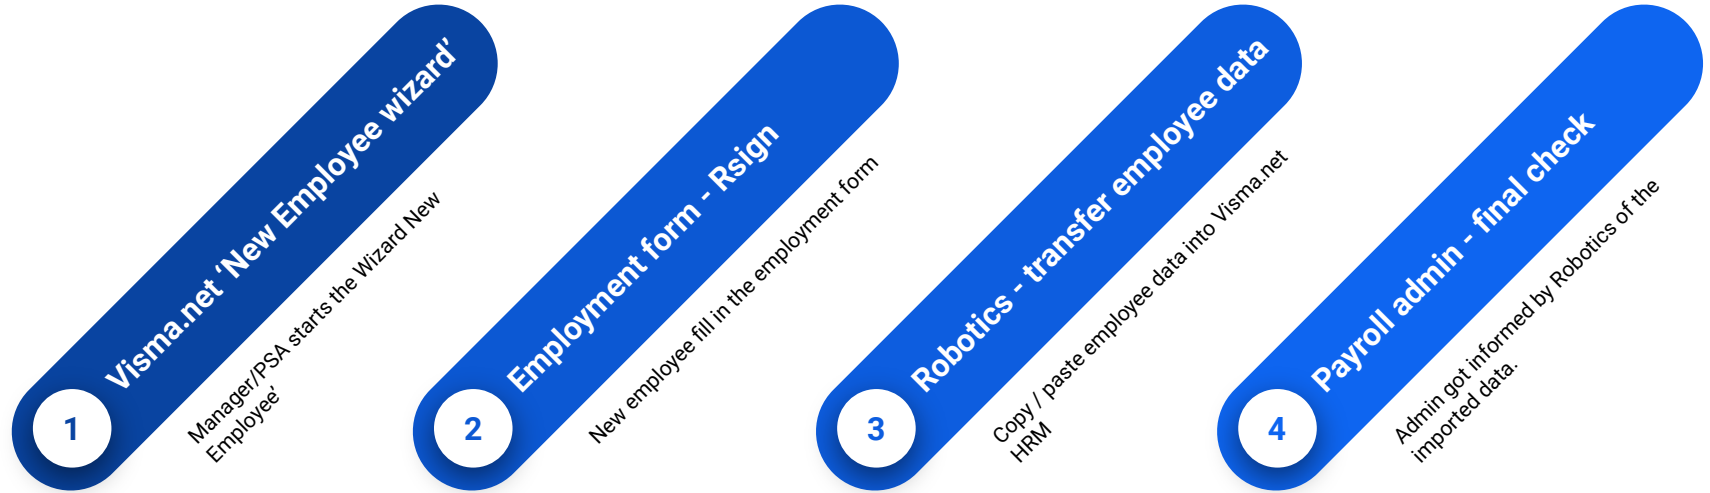 1
Visma.net ‘New Employee wizard’
Manager/PSA starts the Wizard New
Employee’
2
Employment form - Rsign
New employee fill in the employment form
3
Robotics - transfer employee data
Copy / paste employee data into Visma.net
HRM
4
Payroll admin - final check
Admin got informed by Robotics of the
imported data.